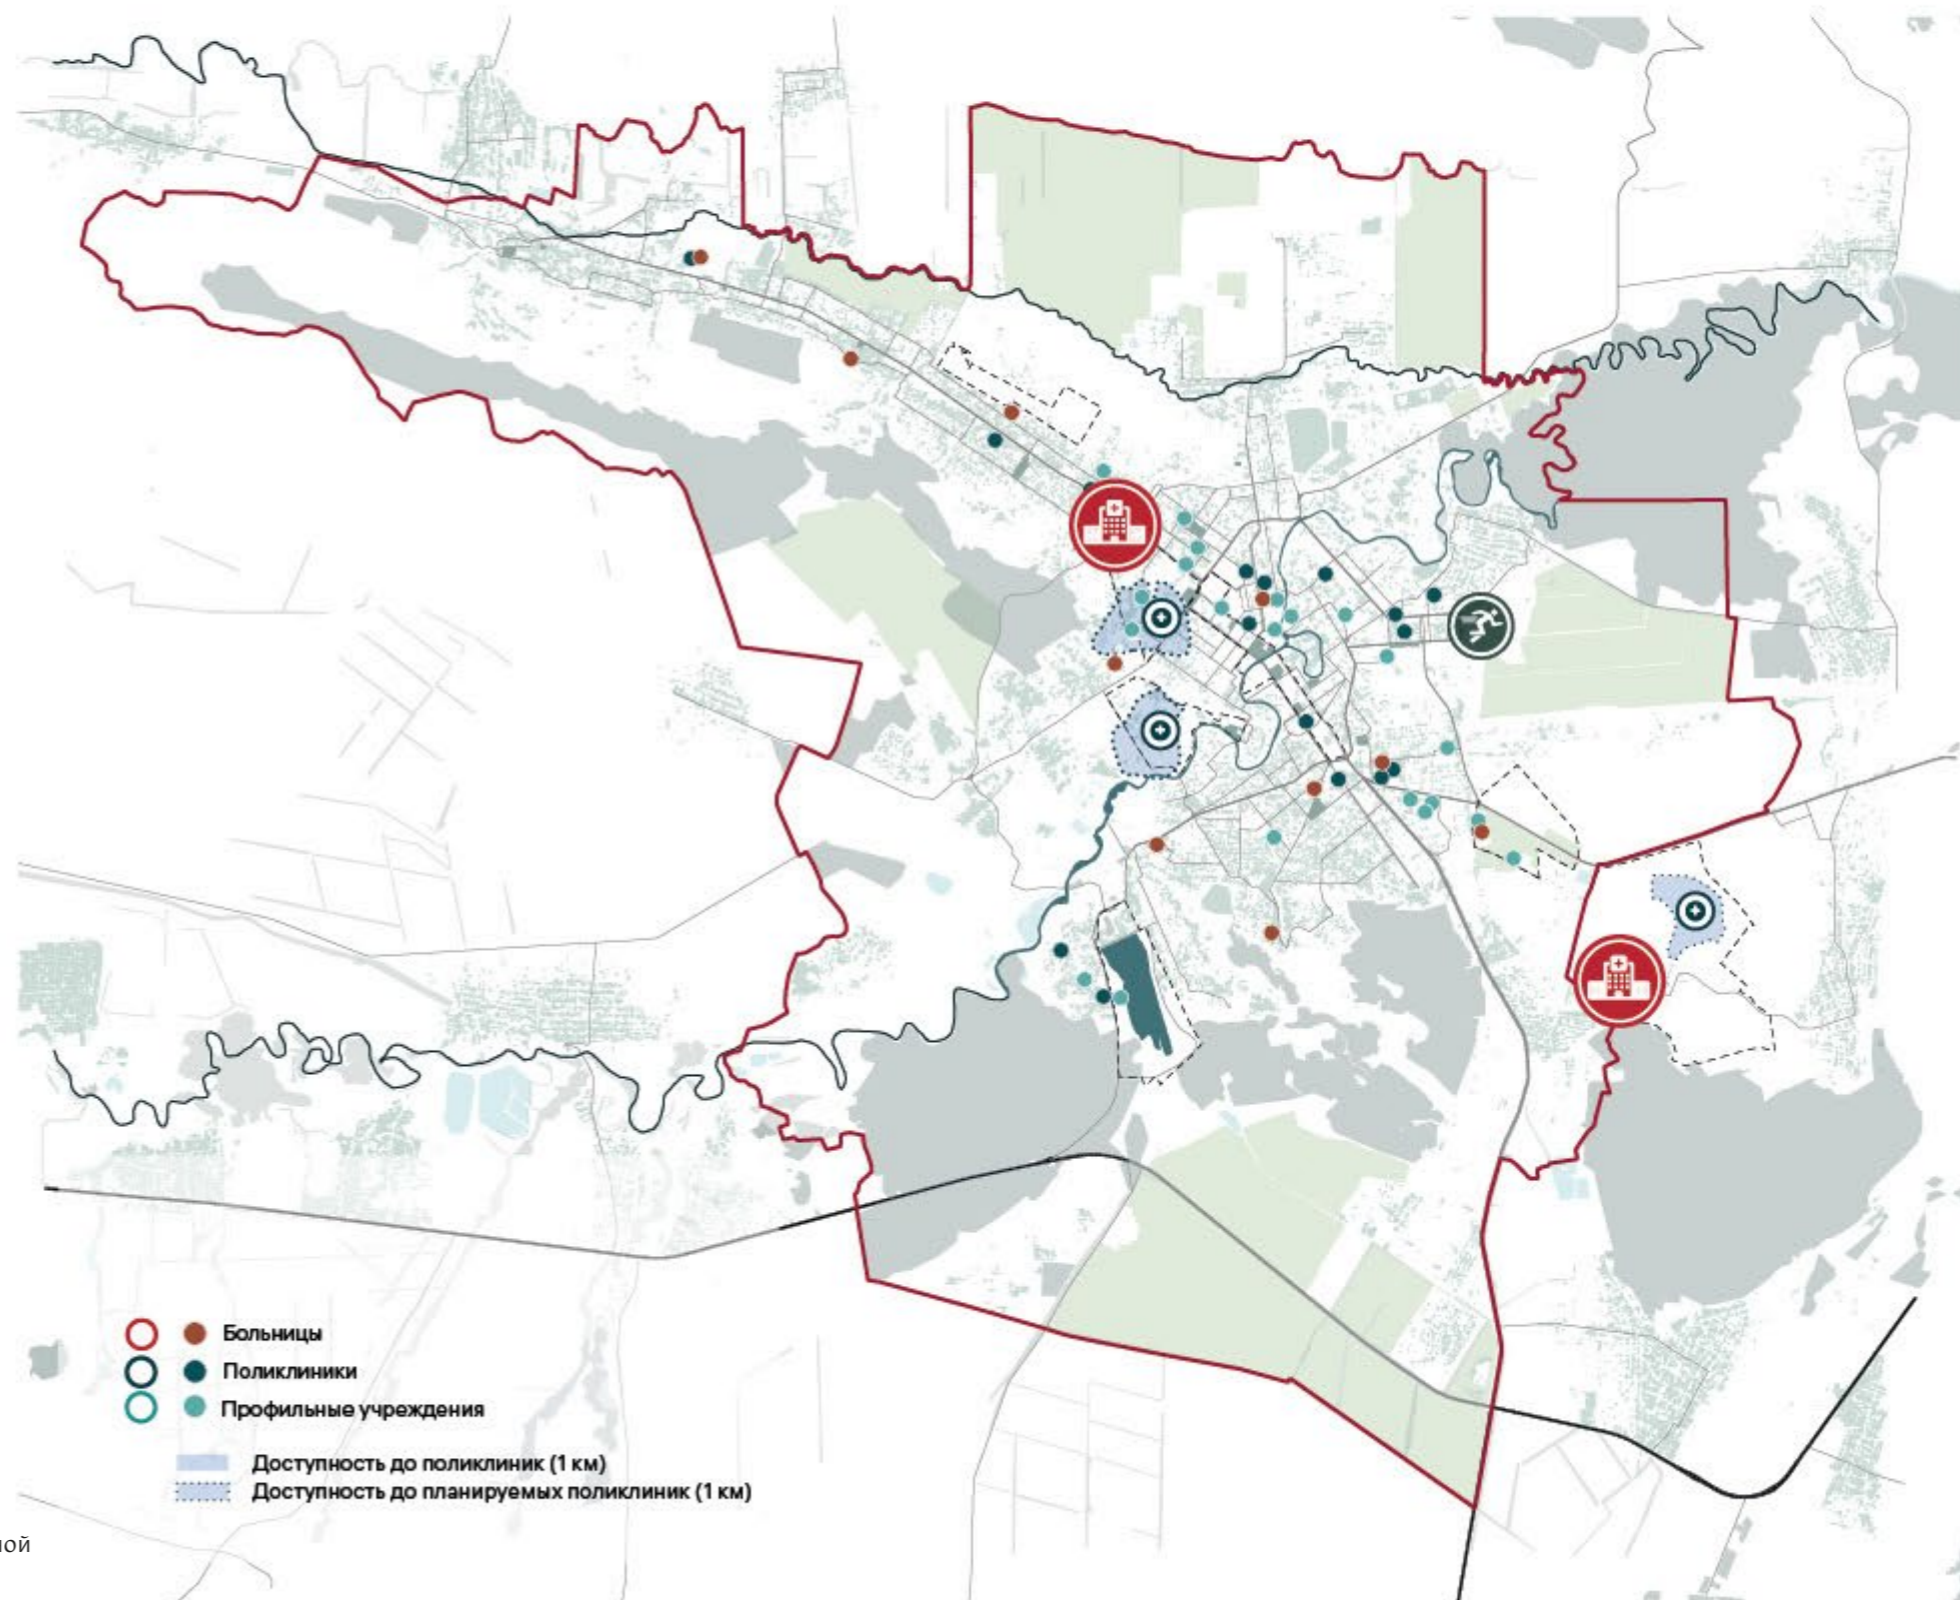 Больницы
Поликлиники
Профильные учреждения
Доступность до поликлиник (1 км)
Доступность до планируемых поликлиник (1 км)
ной